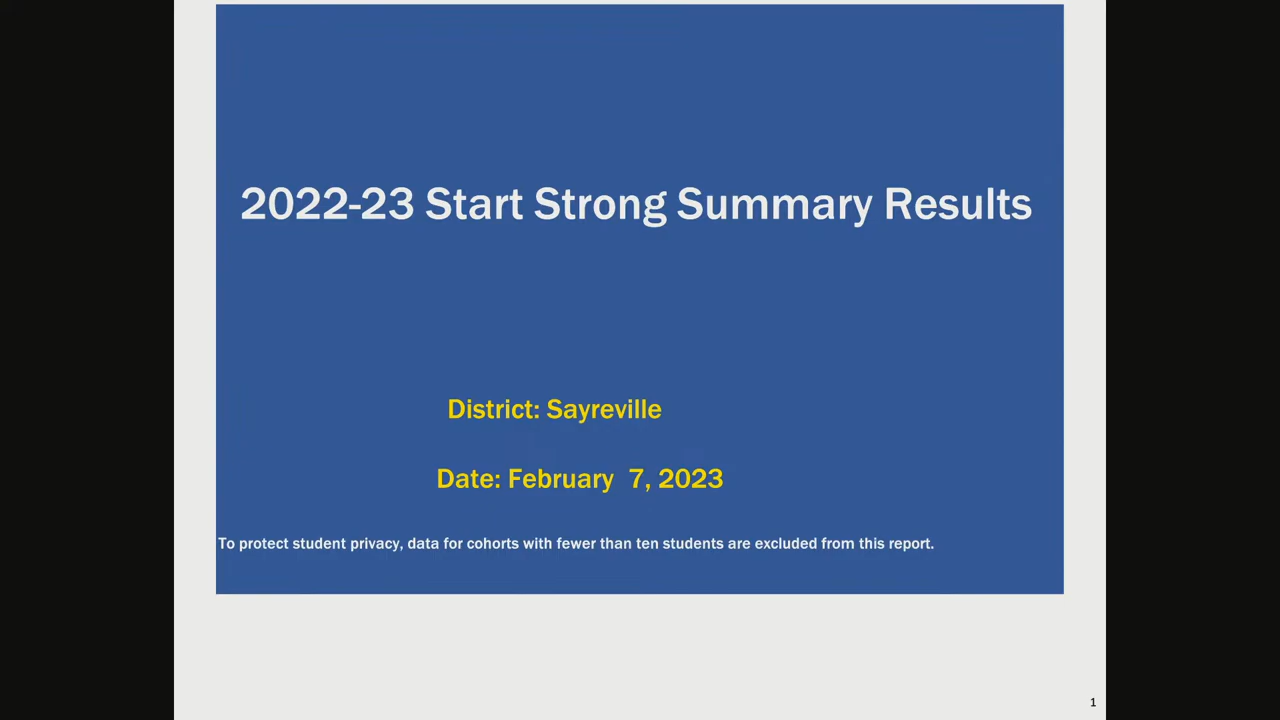 2022-23 Start Strong Summary Results
District: Sayreville
Date: February 7, 2023
To protect student privacy, data for cohorts with fewer than ten students are excluded from this report.
1